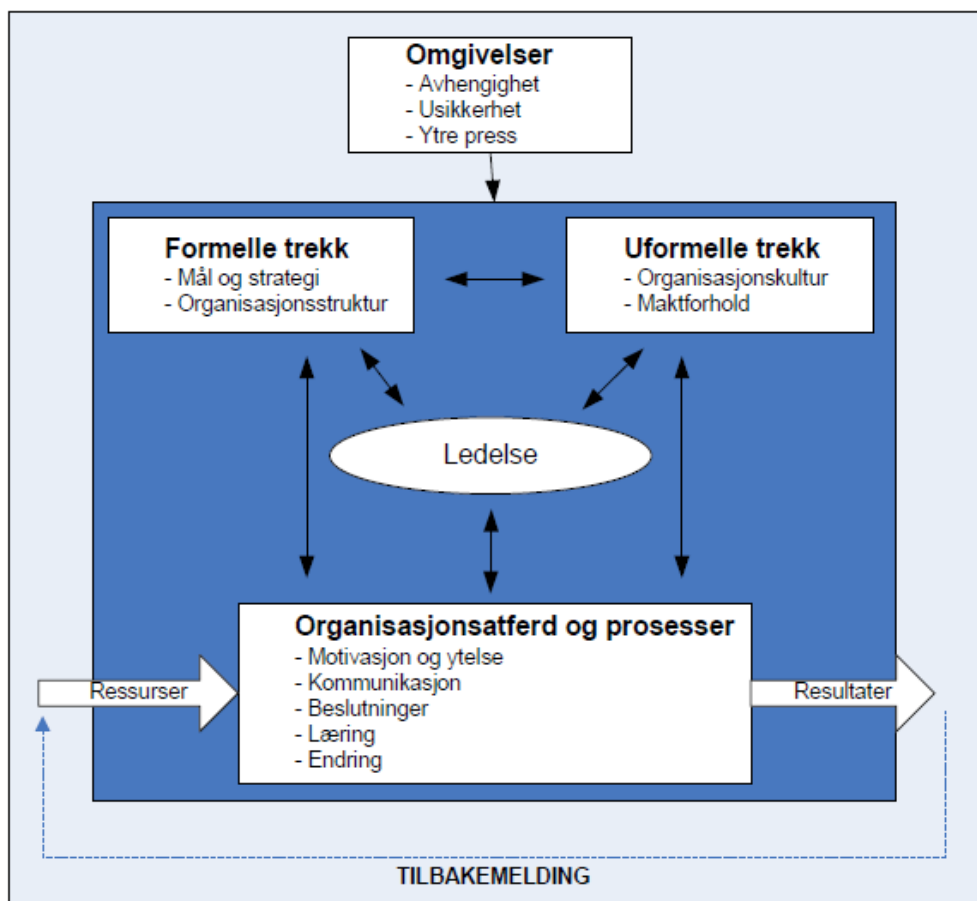 Omgivelser
- Avhengighet
- Usikkerhet
- Ytre press
Formelle trekk
- Mål og strategi
- Organisasjonsstruktur
Uformelle trekk
- Organisasjonskultur
- Maktforhold
Ledelse
Organisasjonsatferd og prosesser
- Motivasjon og ytelse
- Kommunikasjon
- Beslutninger
- Læring
- Endring
Ressurser
Resultater
TILBAKEMELDING